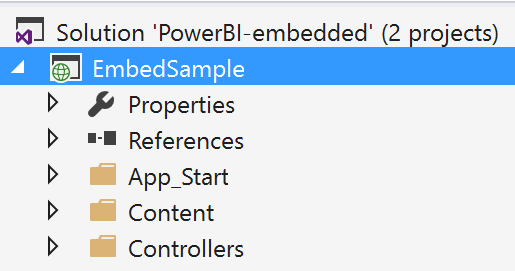 Solution 'PowerBI-embedded' (2 projects)
EmbedSample
Properties
References
App_Start
Content
Controllers